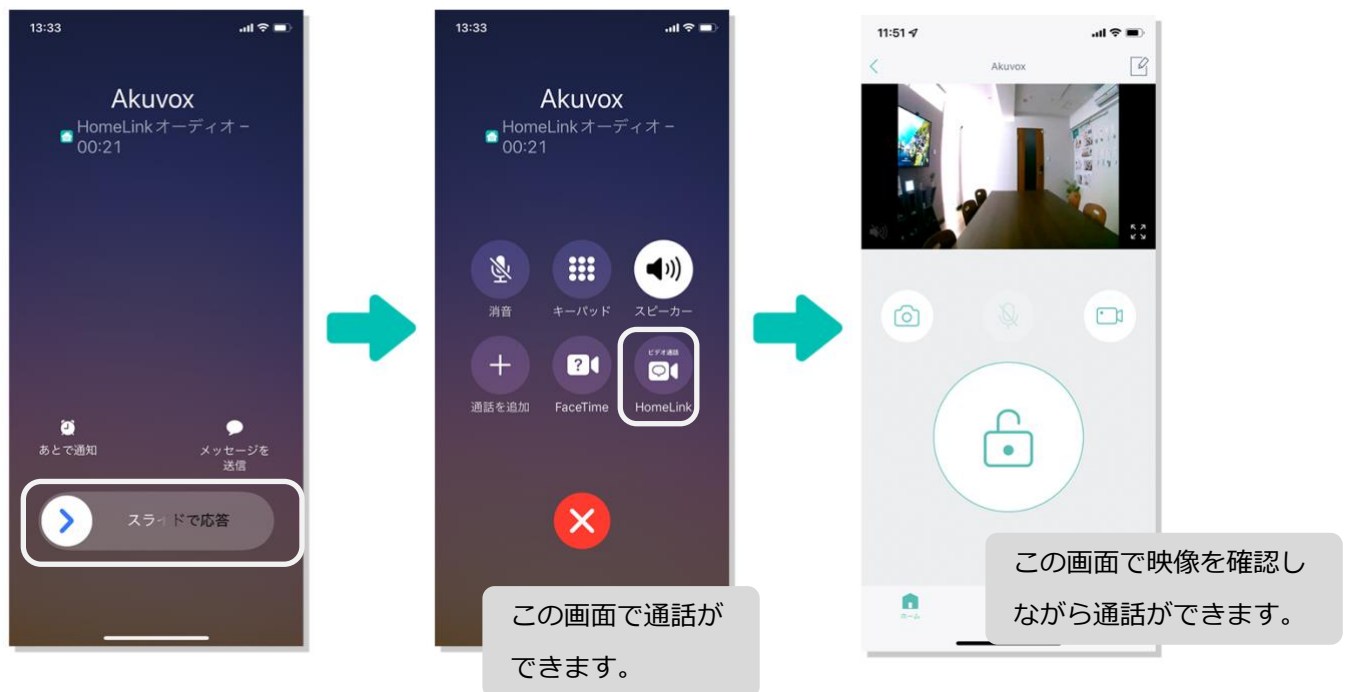 13:33
Akuvox
HomeLinkオーディオ –
00:21
あとで通知
メッセージを
送信
スライドで応答
13:33
Akuvox
HomeLinkオーディオ –
00:21
消音
キーパッド
スピーカー
ビデオ通話
通話を追加
FaceTime
HomeLink
この画面で通話が
できます。
11:51
Akuvox
ホーム
この画面で映像を確認し
ながら通話ができます。